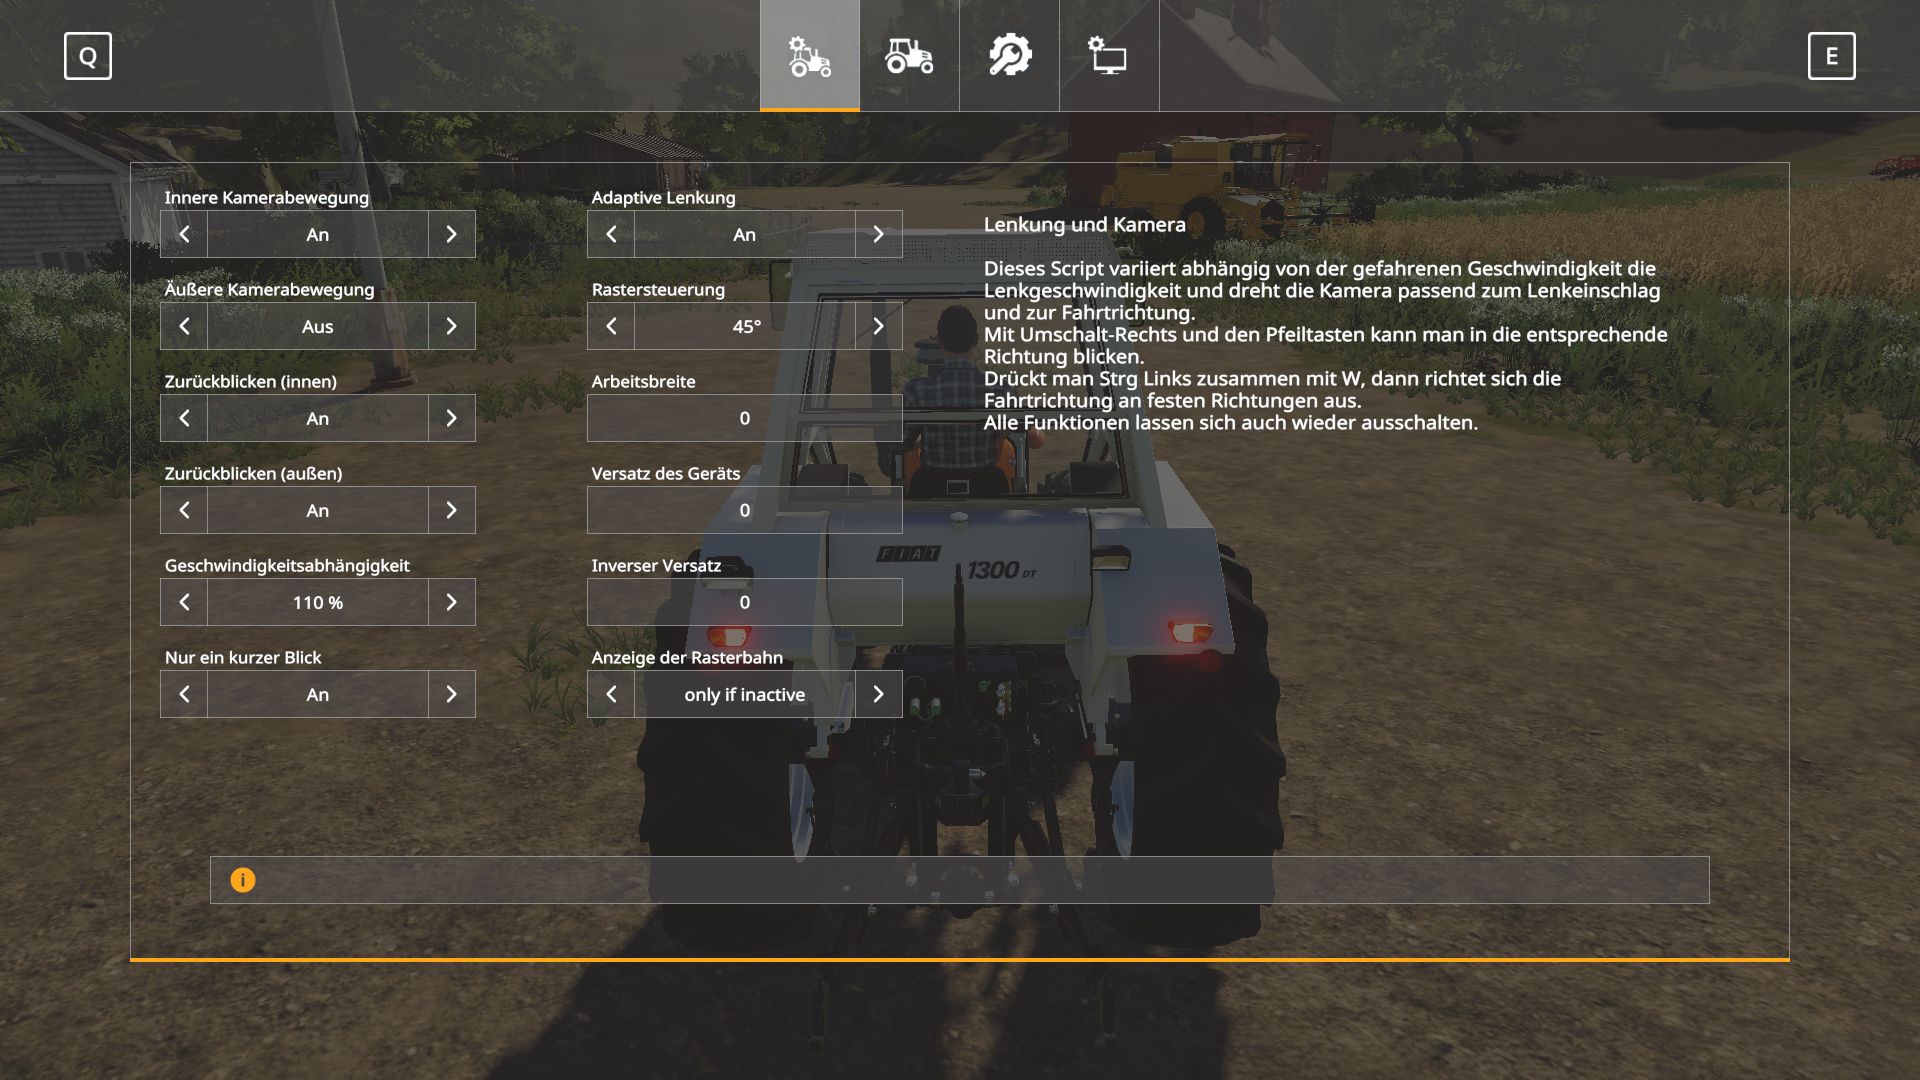 Q
E
Innere Kamerabewegung
An
Äußere Kamerabewegung
Aus
Zurückblicken (innen)
An
Zurückblicken (außen)
An
Geschwindigkeitsabhängigkeit
110 %
Nur ein kurzer Blick
An
Adaptive Lenkung
An
Rastersteuerung
45°
Arbeitsbreite
0
Versatz des Geräts
0
Inverser Versatz
0
Anzeige der Rasterbahn
only if inactive
Lenkung und Kamera
Dieses Script variiert abhängig von der gefahrenen Geschwindigkeit die
Lenkgeschwindigkeit und dreht die Kamera passend zum Lenkeinschlag
und zur Fahrtrichtung.
Mit Umschalt-Rechts und den Pfeiltasten kann man in die entsprechende
Richtung blicken.
Drückt man Strg Links zusammen mit W, dann richtet sich die
Fahrtrichtung an festen Richtungen aus.
Alle Funktionen lassen sich auch wieder ausschalten.
FIAT
1300 DT
i